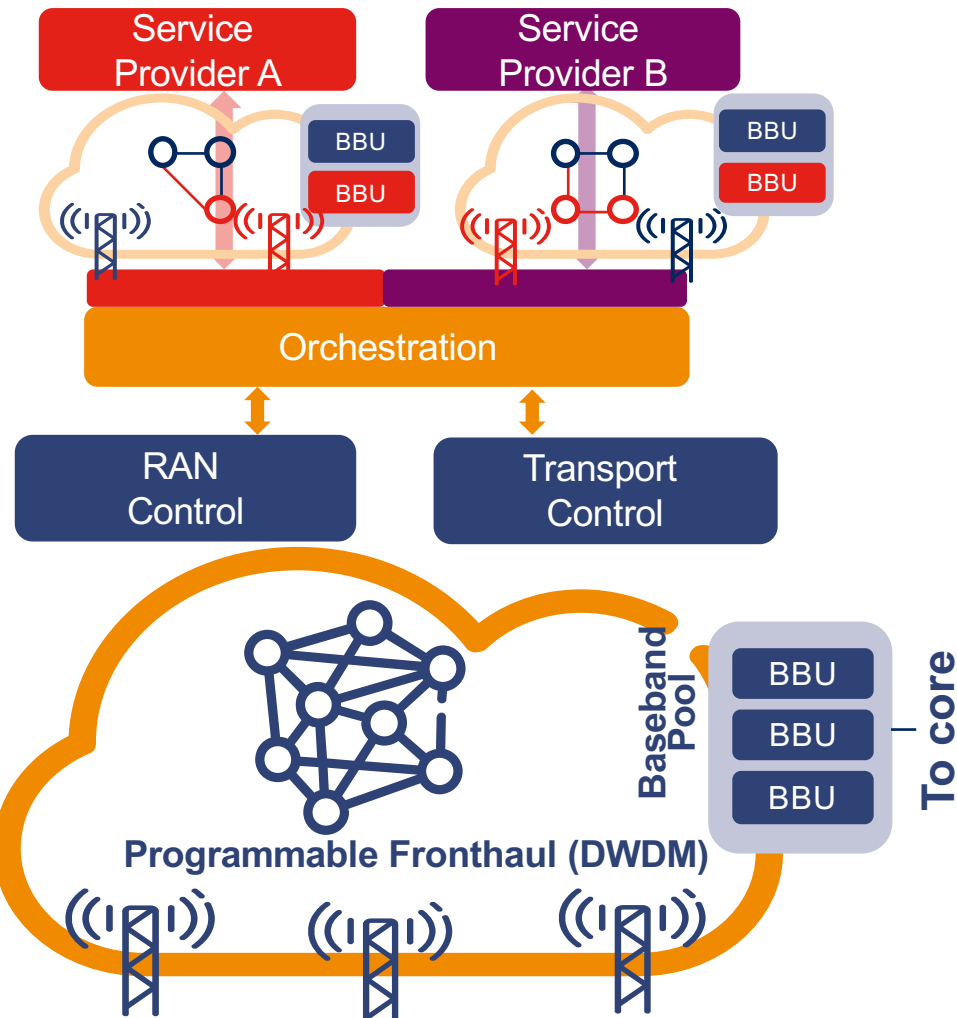 Service
Provider A
Service
Provider B
BBU
BBU
BBU
BBU
Orchestration
RAN
Control
Transport
Control
Baseband
Pool
BBU
BBU
BBU
To core
Programmable Fronthaul (DWDM)